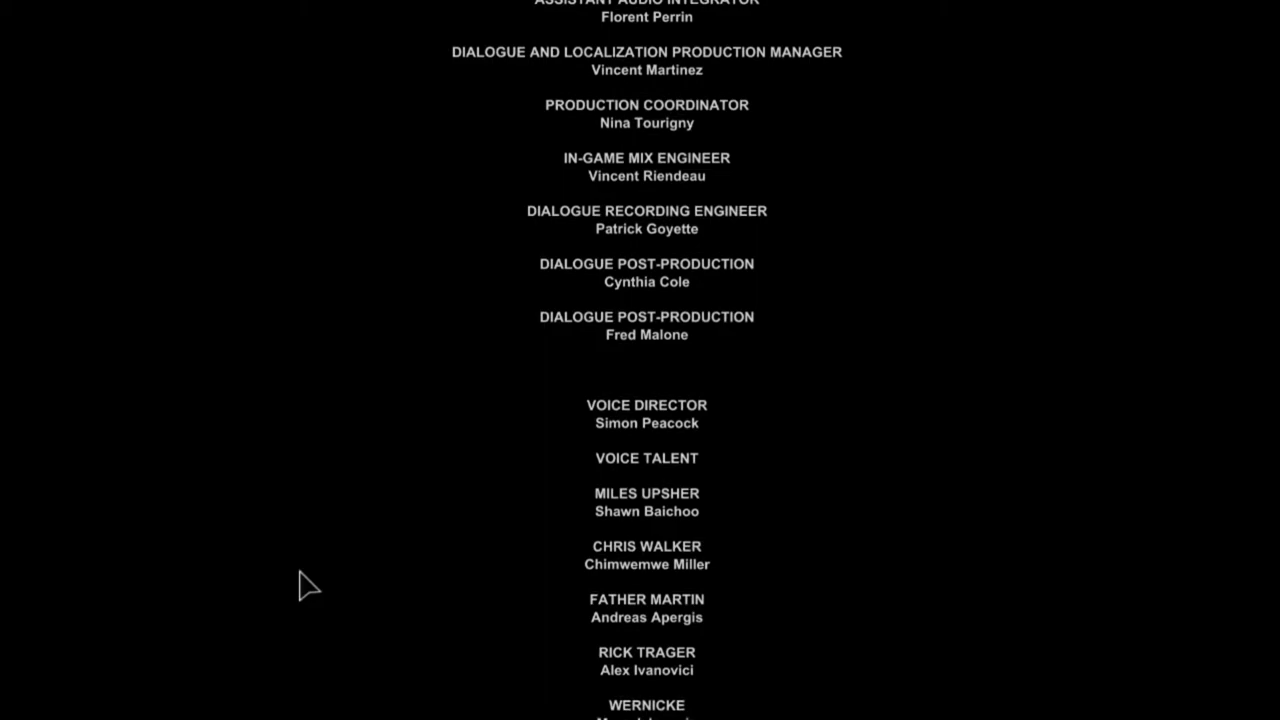 ASSISTANT AUDIO INTEGRATOR
Florent Perrin
DIALOGUE AND LOCALIZATION PRODUCTION MANAGER
Vincent Martinez
PRODUCTION COORDINATOR
Nina Tourigny
IN-GAME MIX ENGINEER
Vincent Riendeau
DIALOGUE RECORDING ENGINEER
Patrick Goyette
DIALOGUE POST-PRODUCTION
Cynthia Cole
DIALOGUE POST-PRODUCTION
Fred Malone
VOICE DIRECTOR
Simon Peacock
VOICE TALENT
MILES UPSHER
Shawn Baichoo
CHRIS WALKER
Chimwemwe Miller
FATHER MARTIN
Andreas Apergis
RICK TRAGER
Alex Ivanovici
WERNICKE